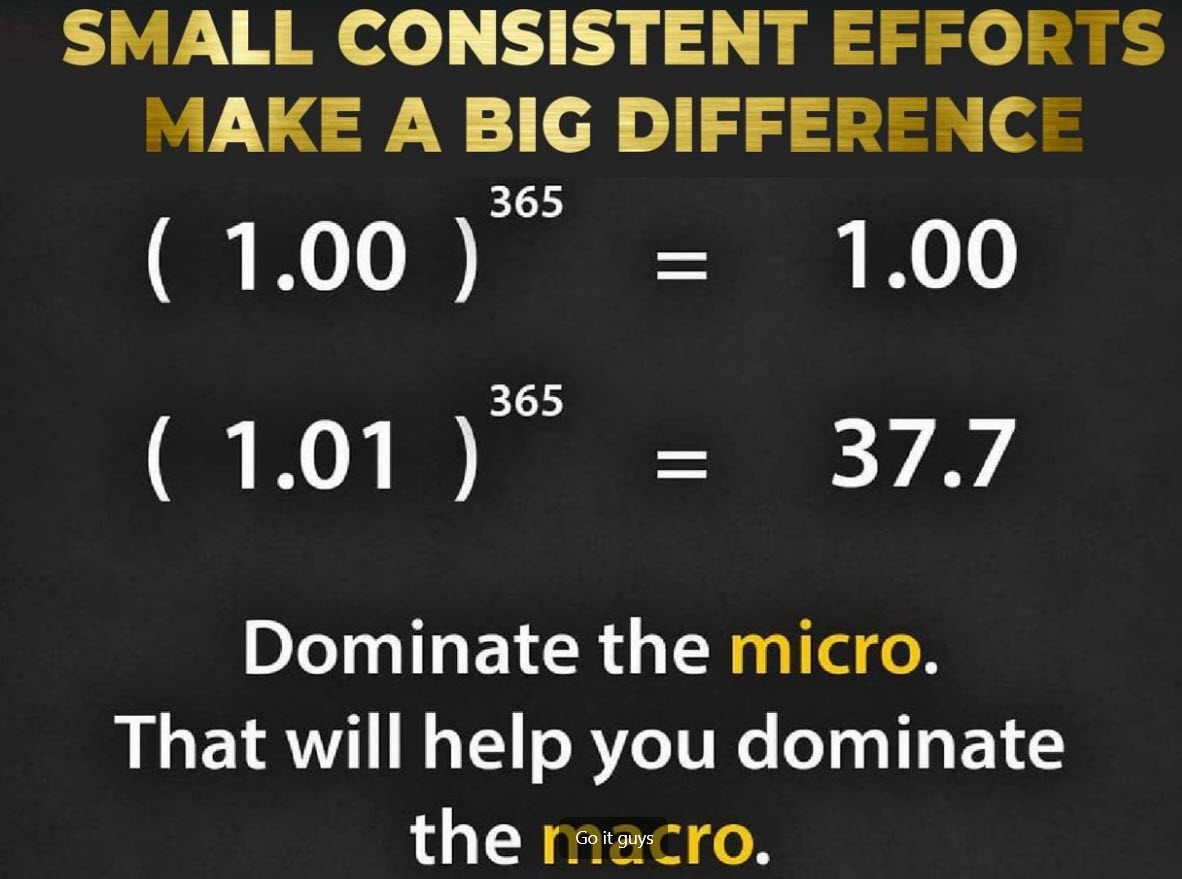 SMALL CONSISTENT EFFORTS
MAKE A BIG DIFFERENCE
( 1.00 )³⁶⁵ = 1.00
( 1.01 )³⁶⁵ = 37.7
Dominate the micro.
That will help you dominate
the macro.
Go it guys